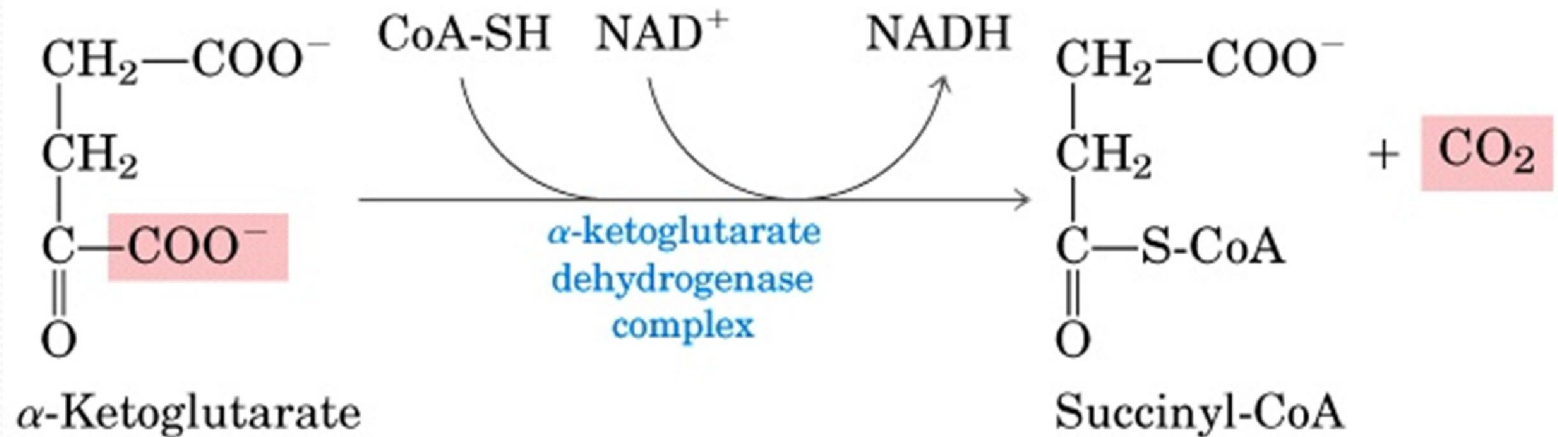 CoA-SH NAD⁺ NADH
CH₂—COO⁻ CH₂—COO⁻
CH₂ CH₂ + CO₂
C—COO⁻ C—S-CoA
O O
α-ketoglutarate
dehydrogenase
complex
α-Ketoglutarate Succinyl-CoA